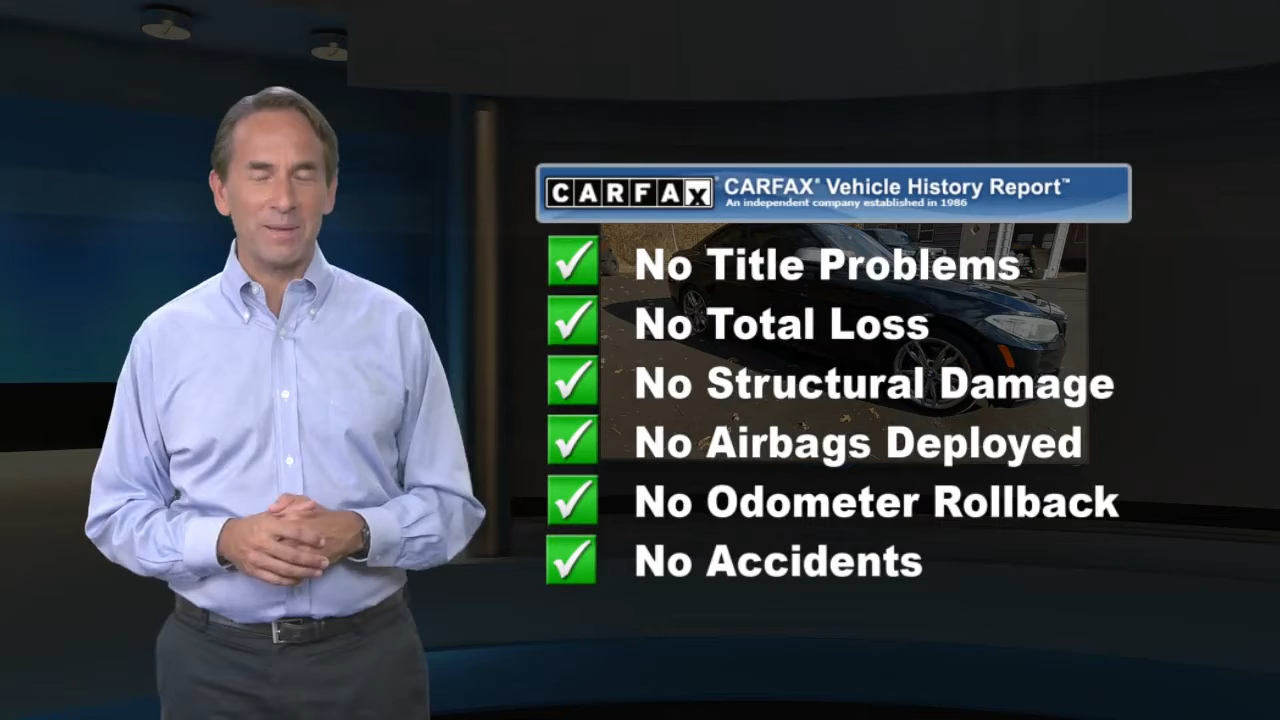 CARFAX® CARFAX® Vehicle History Report™
An independent company established in 1986
No Title Problems
No Total Loss
No Structural Damage
No Airbags Deployed
No Odometer Rollback
No Accidents